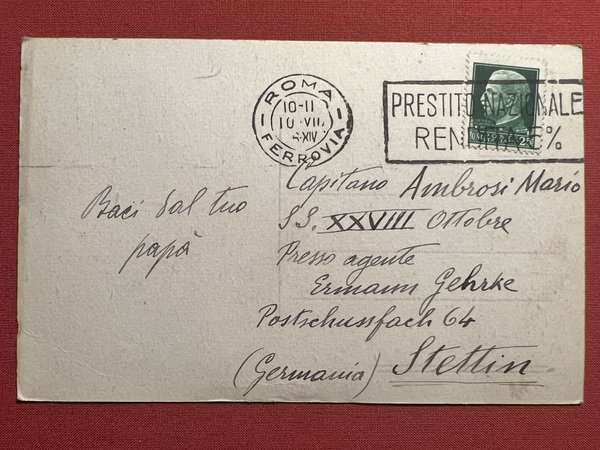 ROMA
FERROVIA
10-11
10 VII.
XIV
PRESTITO NAZIONALE
RENDITA 5%
Capitano Ambrosi Mario
SS. XXVIII Ottobre
Presso agente
Ermann Gehrke
Postschussfach 64
Stettin
(Germania)
Baci dal tuo
papà